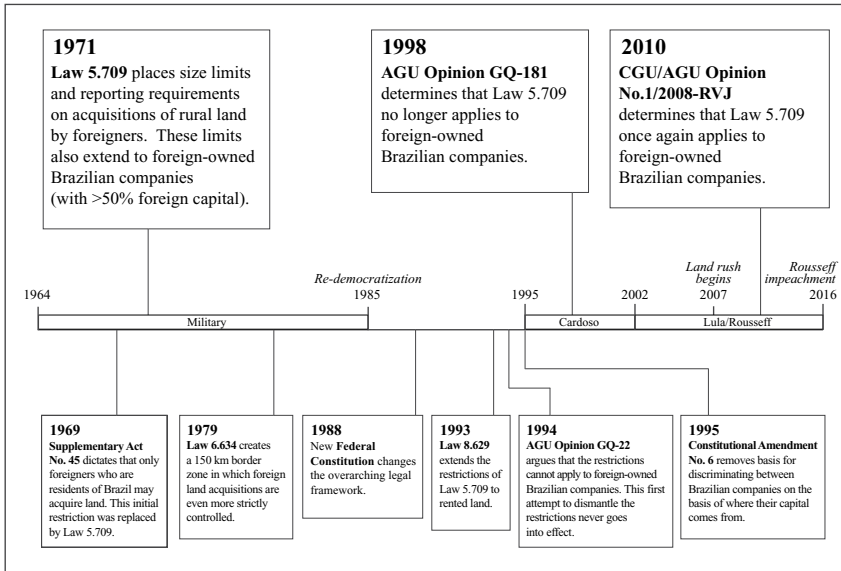 1971
Law 5.709 places size limits
and reporting requirements
on acquisitions of rural land
by foreigners. These limits
also extend to foreign-owned
Brazilian companies
(with >50% foreign capital).
1998
AGU Opinion GQ-181
determines that Law 5.709
no longer applies to
foreign-owned
Brazilian companies.
2010
CGU/AGU Opinion
No.1/2008-RVJ
determines that Law 5.709
once again applies to
foreign-owned
Brazilian companies.
Re-democratization
Land rush
begins
Rousseff
impeachment
1964
1985
1995
2002
2007
2016
Military
Cardoso
Lula/Rousseff
1969
Supplementary Act
No. 45 dictates that only
foreigners who are
residents of Brazil may
acquire land. This initial
restriction was replaced
by Law 5.709.
1979
Law 6.634 creates
a 150 km border
zone in which foreign
land acquisitions are
even more strictly
controlled.
1988
New Federal
Constitution changes
the overarching legal
framework.
1993
Law 8.629
extends the
restrictions of
Law 5.709 to
rented land.
1994
AGU Opinion GQ-22
argues that the restrictions
cannot apply to foreign-owned
Brazilian companies. This first
attempt to dismantle the
restrictions never goes
into effect.
1995
Constitutional Amendment
No. 6 removes basis for
discriminating between
Brazilian companies on the
basis of where their capital
comes from.